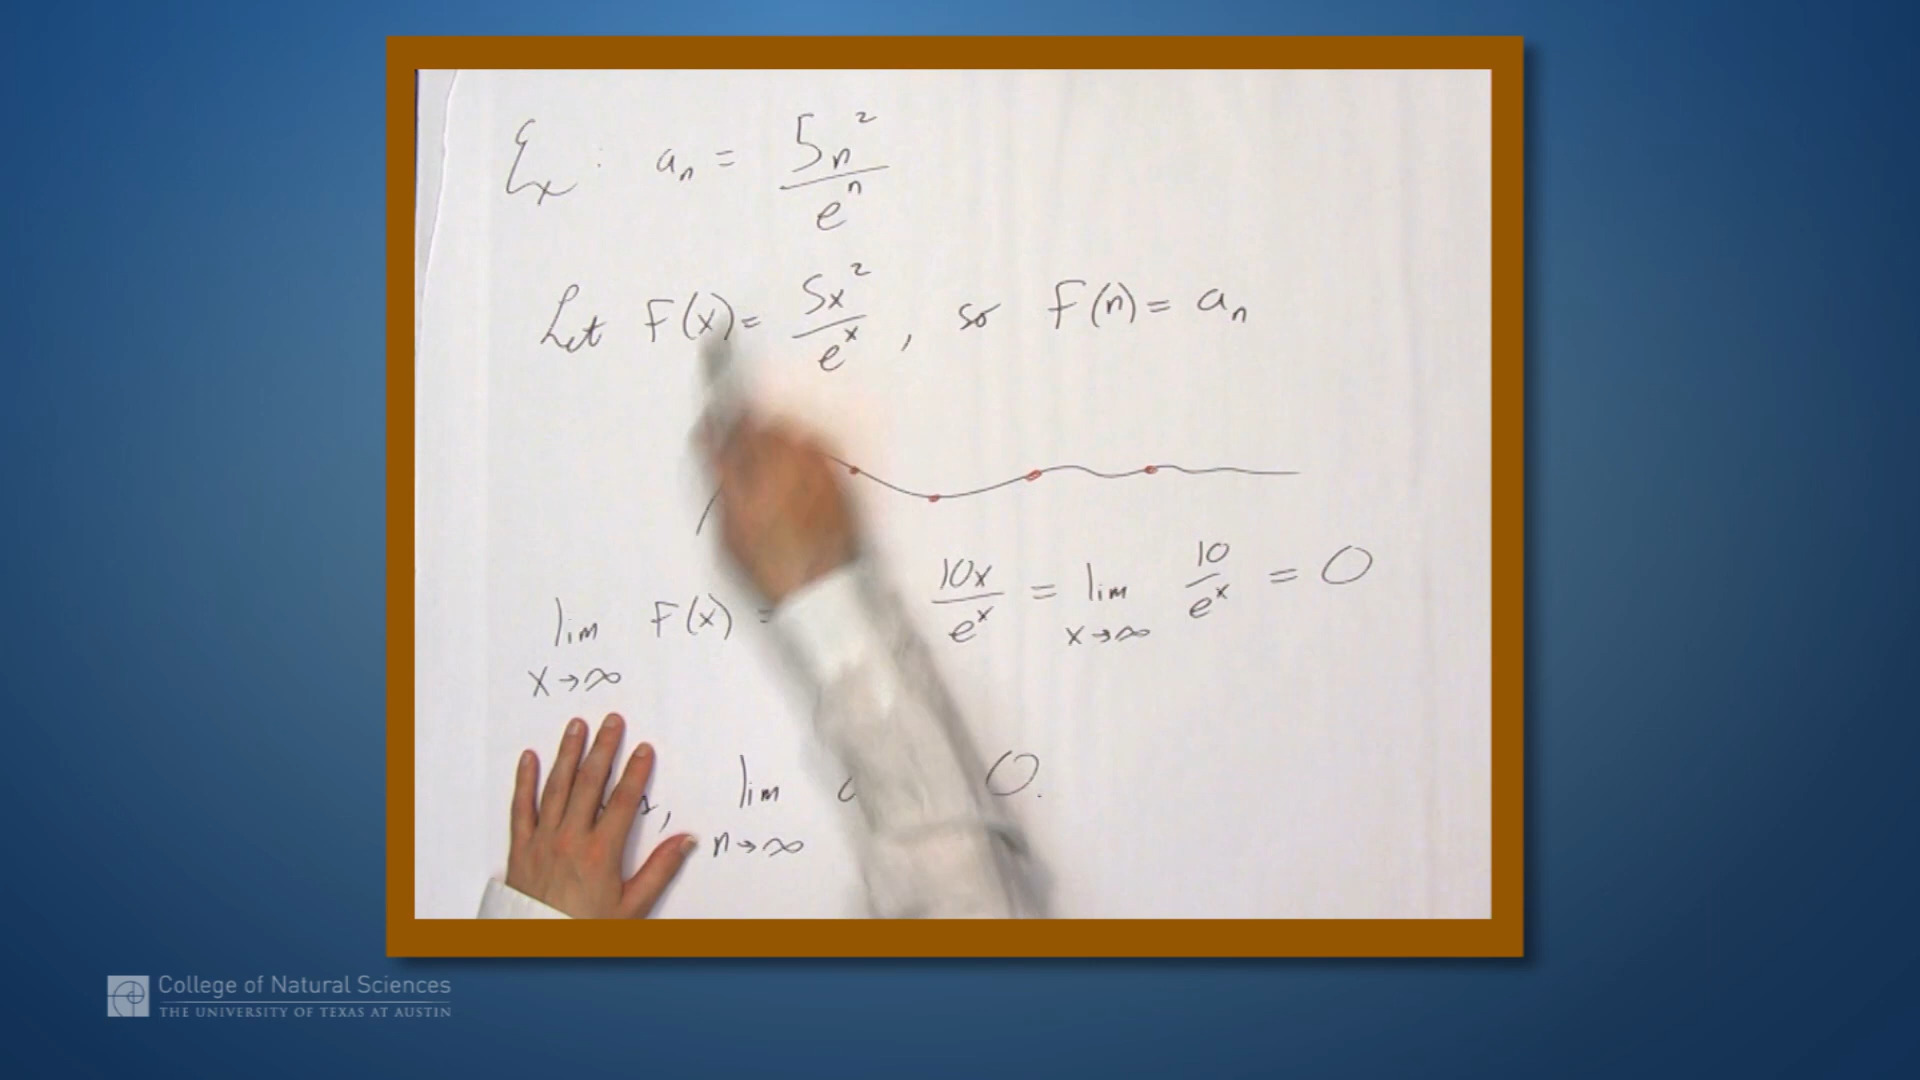 Ex: aₙ = 5n² / eⁿ
Let F(x) = 5x² / eˣ , so F(n) = aₙ
lim x→∞ F(x) = 10x / eˣ = lim x→∞ 10 / eˣ = 0
lim n→∞ 0.
College of Natural Sciences
THE UNIVERSITY OF TEXAS AT AUSTIN